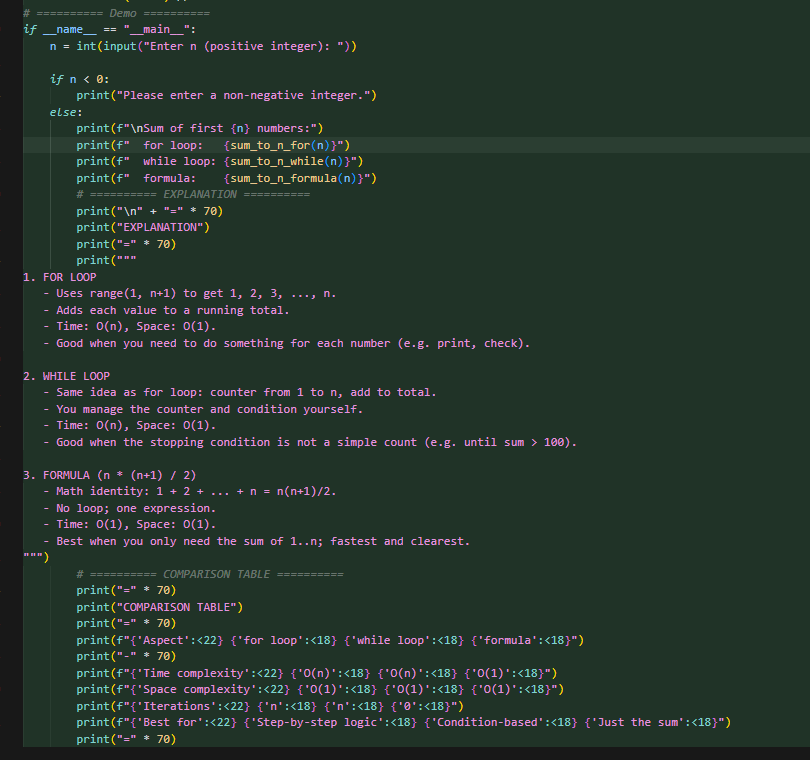 # ========== Demo ==========
if __name__ == "__main__":
    n = int(input("Enter n (positive integer): "))

    if n < 0:
        print("Please enter a non-negative integer.")
    else:
        print(f"\nSum of first {n} numbers:")
        print(f"  for loop:   {sum_to_n_for(n)}")
        print(f"  while loop: {sum_to_n_while(n)}")
        print(f"  formula:    {sum_to_n_formula(n)}")
        # ========== EXPLANATION ==========
        print("\n" + "=" * 70)
        print("EXPLANATION")
        print("=" * 70)
        print("""
1. FOR LOOP
   - Uses range(1, n+1) to get 1, 2, 3, ..., n.
   - Adds each value to a running total.
   - Time: O(n), Space: O(1).
   - Good when you need to do something for each number (e.g. print, check).

2. WHILE LOOP
   - Same idea as for loop: counter from 1 to n, add to total.
   - You manage the counter and condition yourself.
   - Time: O(n), Space: O(1).
   - Good when the stopping condition is not a simple count (e.g. until sum > 100).

3. FORMULA (n * (n+1) / 2)
   - Math identity: 1 + 2 + ... + n = n(n+1)/2.
   - No loop; one expression.
   - Time: O(1), Space: O(1).
   - Best when you only need the sum of 1..n; fastest and clearest.
""")
        # ========== COMPARISON TABLE ==========
        print("=" * 70)
        print("COMPARISON TABLE")
        print("=" * 70)
        print(f"{'Aspect':<22} {'for loop':<18} {'while loop':<18} {'formula':<18}")
        print("-" * 70)
        print(f"{'Time complexity':<22} {'O(n)':<18} {'O(n)':<18} {'O(1)':<18}")
        print(f"{'Space complexity':<22} {'O(1)':<18} {'O(1)':<18} {'O(1)':<18}")
        print(f"{'Iterations':<22} {'n':<18} {'n':<18} {'0':<18}")
        print(f"{'Best for':<22} {'Step-by-step logic':<18} {'Condition-based':<18} {'Just the sum':<18}")
        print("=" * 70)